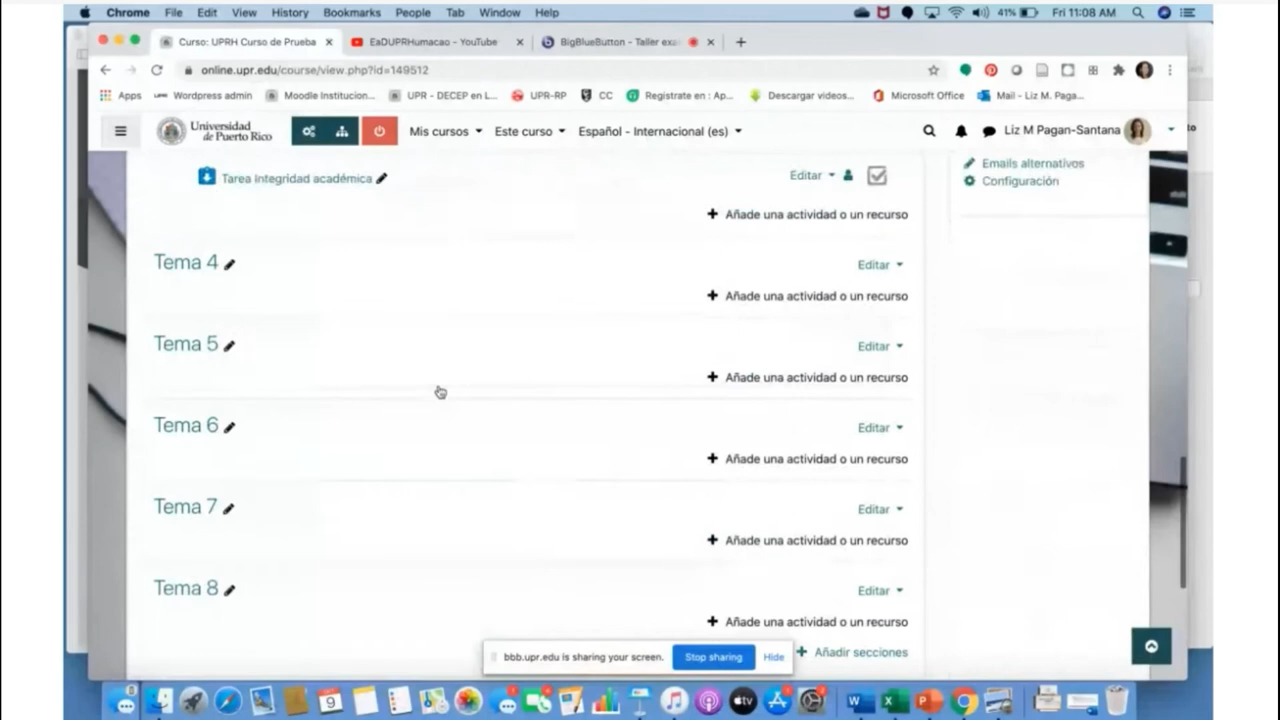 Chrome File Edit View History Bookmarks People Tab Window Help 41% Fri 11:08 AM
Curso: UPRH Curso de Prueba EaDUPRHumacao - YouTube BigBlueButton - Taller exa
online.upr.edu/course/view.php?id=149512
Apps Wordpress admin Moodle Institucion... UPR - DECEP en L... UPR-RP CC Registrate en : Ap... Descargar videos... Microsoft Office Mail - Liz M. Paga...
Universidad de Puerto Rico Mis cursos Este curso Español - Internacional (es) Liz M Pagan-Santana
Emails alternativos
Tarea Integridad académica Editar Configuración
Añade una actividad o un recurso
Tema 4 Editar
Añade una actividad o un recurso
Tema 5 Editar
Añade una actividad o un recurso
Tema 6 Editar
Añade una actividad o un recurso
Tema 7 Editar
Añade una actividad o un recurso
Tema 8 Editar
Añade una actividad o un recurso
bbb.upr.edu is sharing your screen. Stop sharing Hide Añadir secciones
9